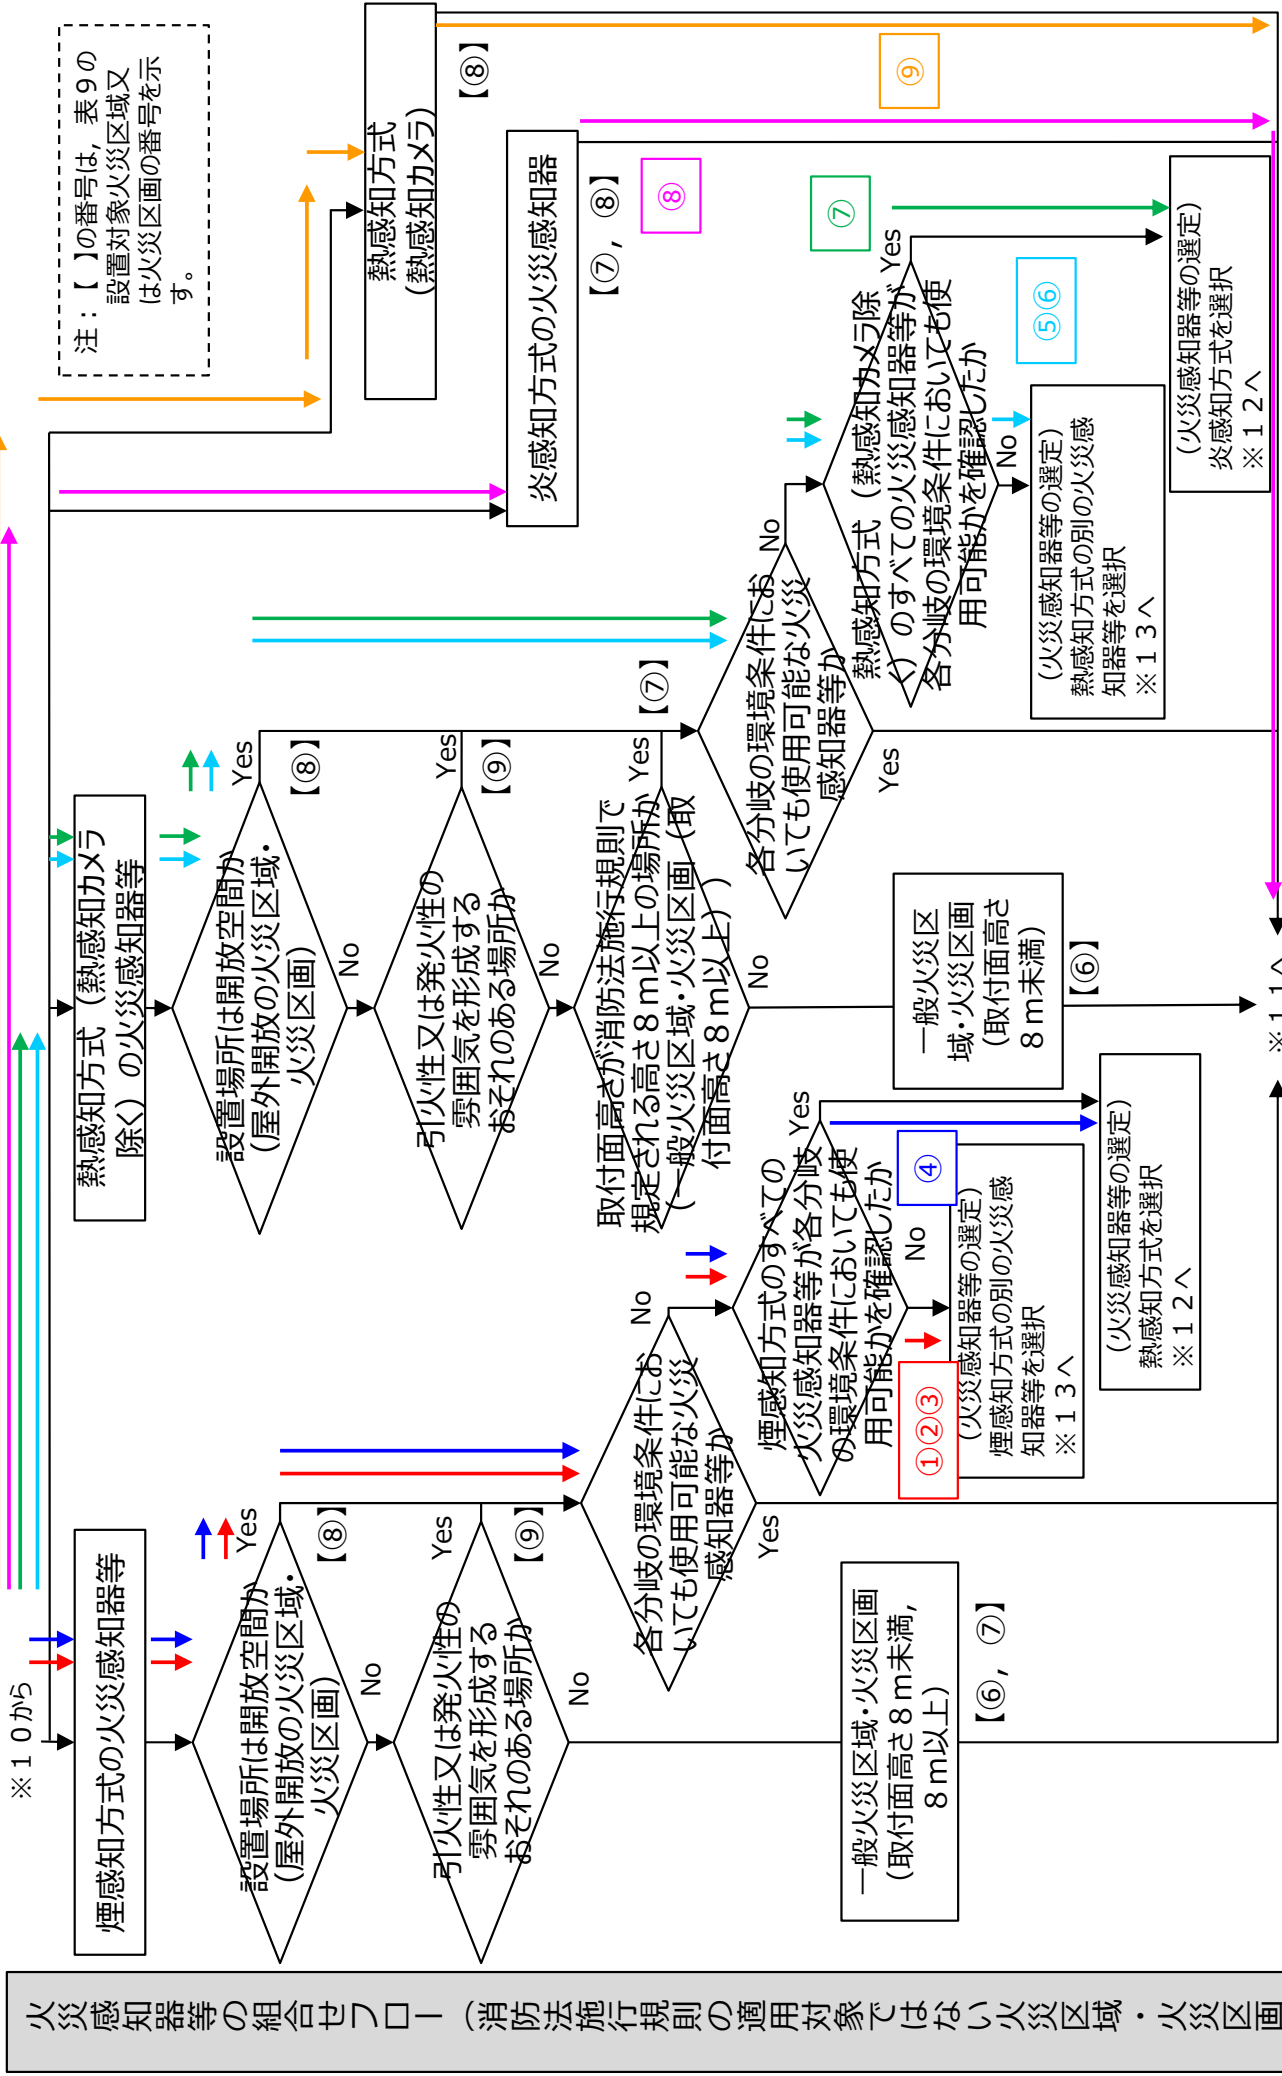 火災感知器等の組合せフロー（消防法施行規則の適用対象ではない火災区域・火災区画
※１０から
煙感知方式の火災感知器等
設置場所は開放空間か
（屋外開放の火災区域・
火災区画）
Yes
【⑧】
No
引火性又は発火性の
雰囲気を形成する
おそれのある場所か
Yes
【⑨】
No
一般火災区域・火災区画
（取付面高さ８ｍ未満，
８ｍ以上）
【⑥，⑦】
各分岐の環境条件にお
いても使用可能な火災
感知器等か
No
Yes
煙感知方式のすべての
火災感知器等が各分岐
の環境条件においても使
用可能かを確認したか
Yes
No
①②③
④
（火災感知器等の選定）
煙感知方式の別の火災感
知器等を選択
※１３へ
（火災感知器等の選定）
熱感知方式を選択
※１２へ
熱感知方式（熱感知カメラ
除く）の火災感知器等
設置場所は開放空間か
（屋外開放の火災区域・
火災区画）
Yes
【⑧】
No
引火性又は発火性の
雰囲気を形成する
おそれのある場所か
Yes
【⑨】
No
取付面高さが消防法施行規則で
規定される高さ８ｍ以上の場所か
（一般火災区域・火災区画（取
付面高さ８ｍ以上））
Yes
【⑦】
No
一般火災区
域・火災区画
（取付面高さ
８ｍ未満）
【⑥】
※１１へ
各分岐の環境条件にお
いても使用可能な火災
感知器等か
No
Yes
熱感知方式（熱感知カメラ除
く）のすべての火災感知器等が
各分岐の環境条件においても使
用可能かを確認したか
Yes
No
⑤⑥
⑦
（火災感知器等の選定）
熱感知方式の別の火災感
知器等を選択
※１３へ
（火災感知器等の選定）
炎感知方式を選択
※１２へ
炎感知方式の火災感知器
【⑦，⑧】
⑧
熱感知方式
（熱感知カメラ）
【⑧】
⑨
注：【　】の番号は，表９の
設置対象火災区域又
は火災区画の番号を示
す。